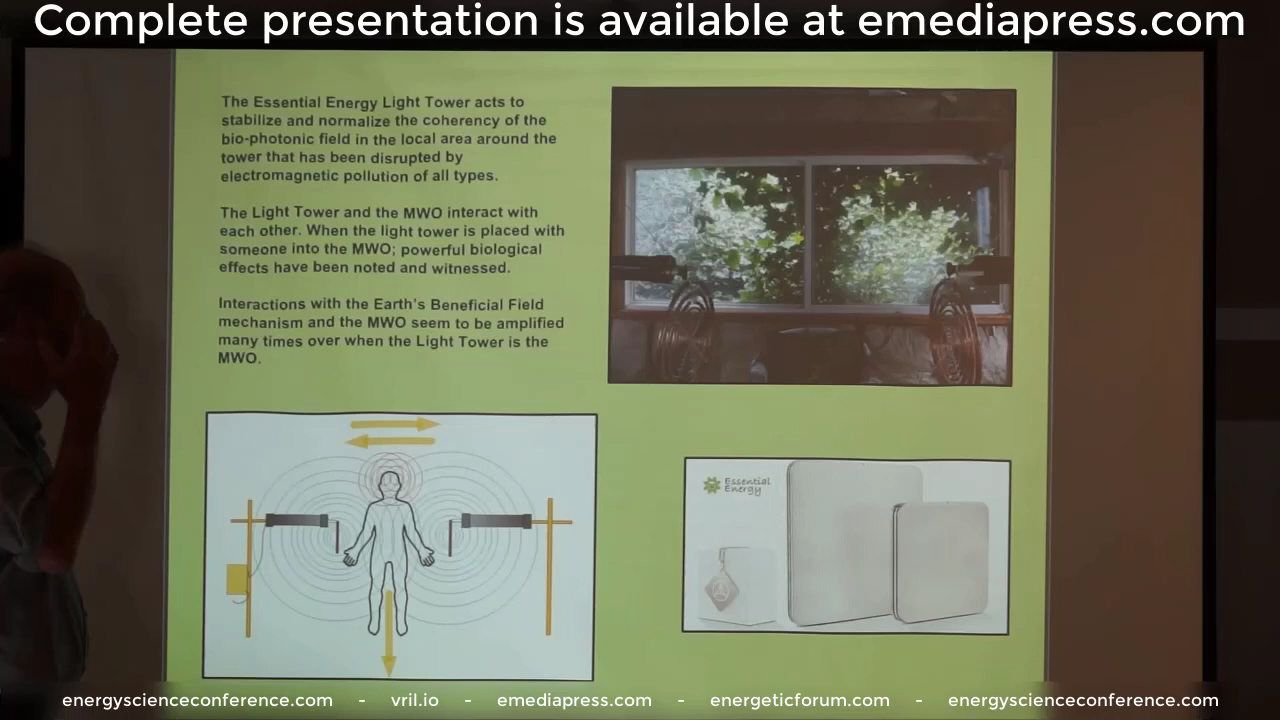 Complete presentation is available at emediapress.com
The Essential Energy Light Tower acts to
stabilize and normalize the coherency of the
bio-photonic field in the local area around the
tower that has been disrupted by
electromagnetic pollution of all types.
The Light Tower and the MWO interact with
each other. When the light tower is placed with
someone into the MWO; powerful biological
effects have been noted and witnessed.
Interactions with the Earth's Beneficial Field
mechanism and the MWO seem to be amplified
many times over when the Light Tower is the
MWO.
Essential
Energy
energyscienceconference.com - vril.io - emediapress.com - energeticforum.com - energyscienceconference.com